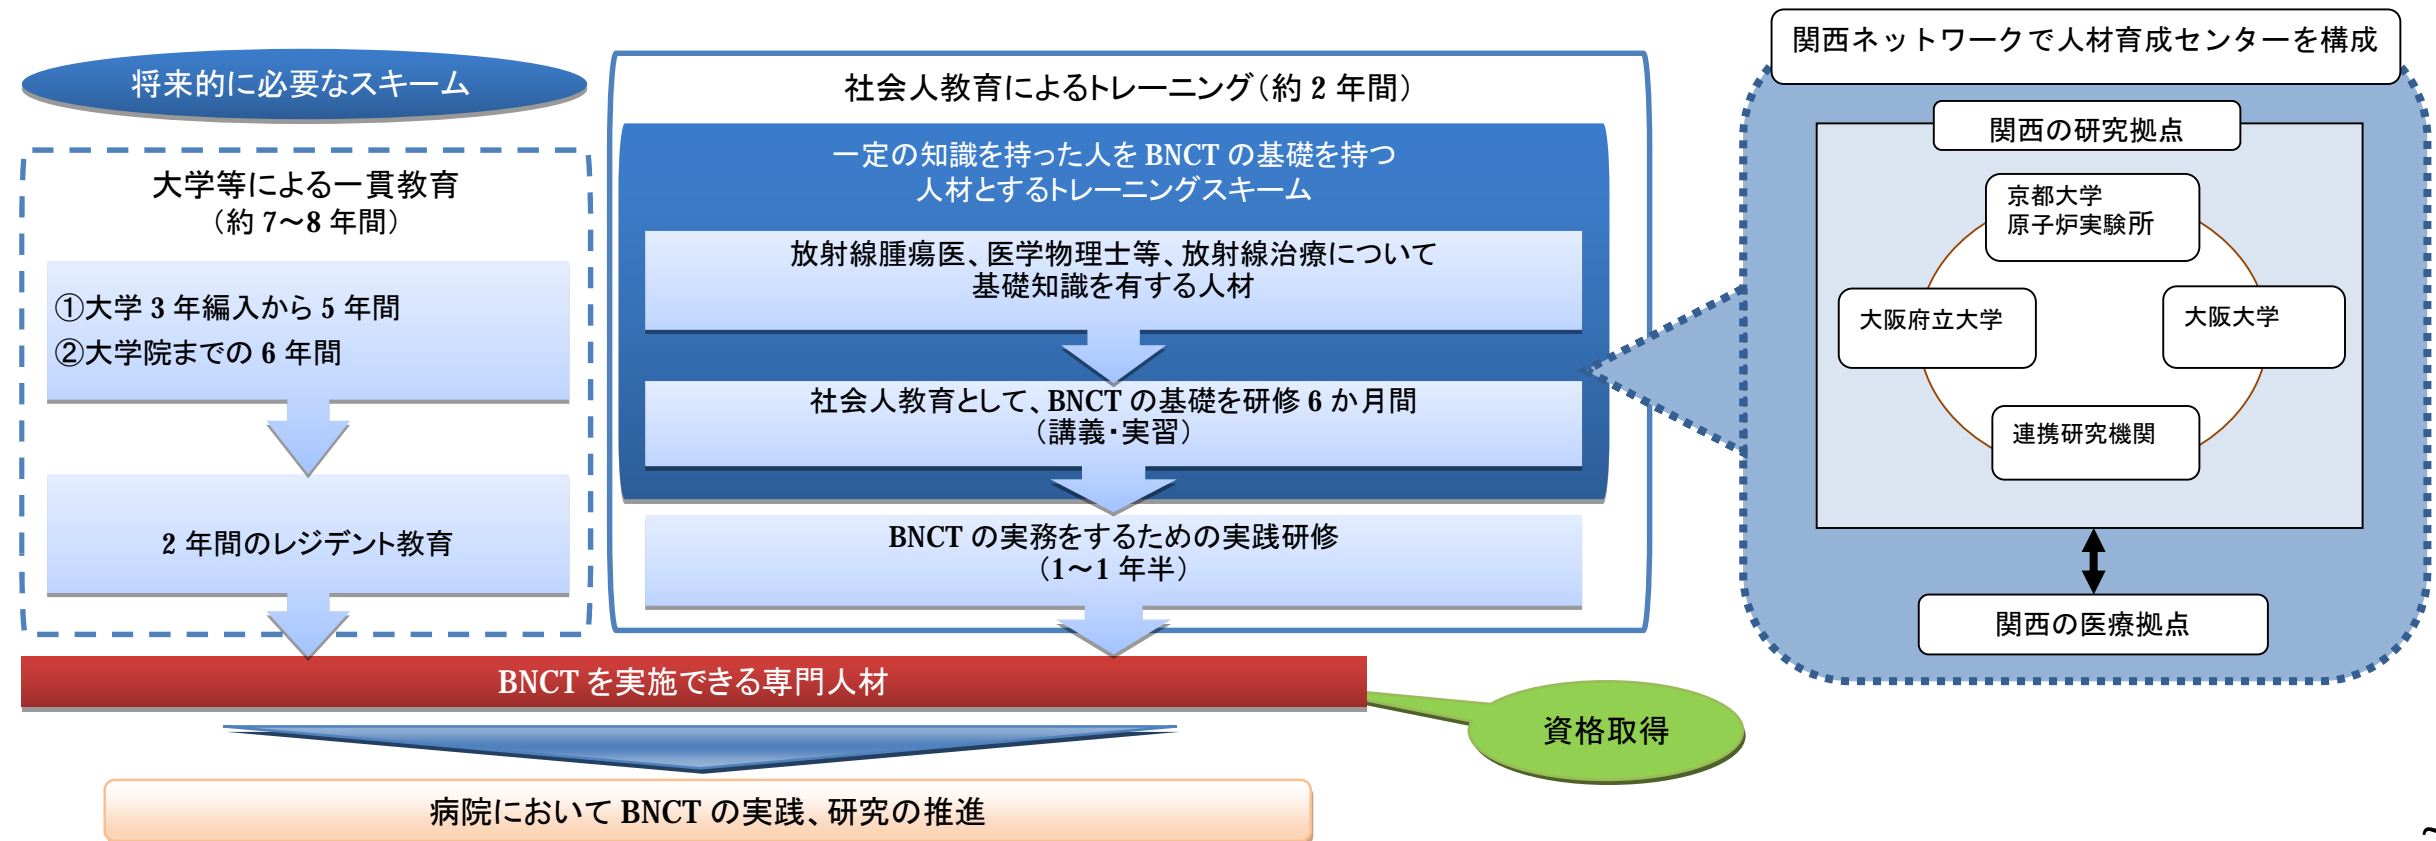 将来的に必要なスキーム
大学等による一貫教育
（約 7～8 年間）
①大学 3 年編入から 5 年間
②大学院までの 6 年間
2 年間のレジデント教育
社会人教育によるトレーニング（約 2 年間）
一定の知識を持った人を BNCT の基礎を持つ
人材とするトレーニングスキーム
放射線腫瘍医、医学物理士等、放射線治療について
基礎知識を有する人材
社会人教育として、BNCT の基礎を研修 6 か月間
（講義・実習）
BNCT の実務をするための実践研修
（1～1 年半）
BNCT を実施できる専門人材
資格取得
病院において BNCT の実践、研究の推進
関西ネットワークで人材育成センターを構成
関西の研究拠点
京都大学
原子炉実験所
大阪府立大学
大阪大学
連携研究機関
関西の医療拠点